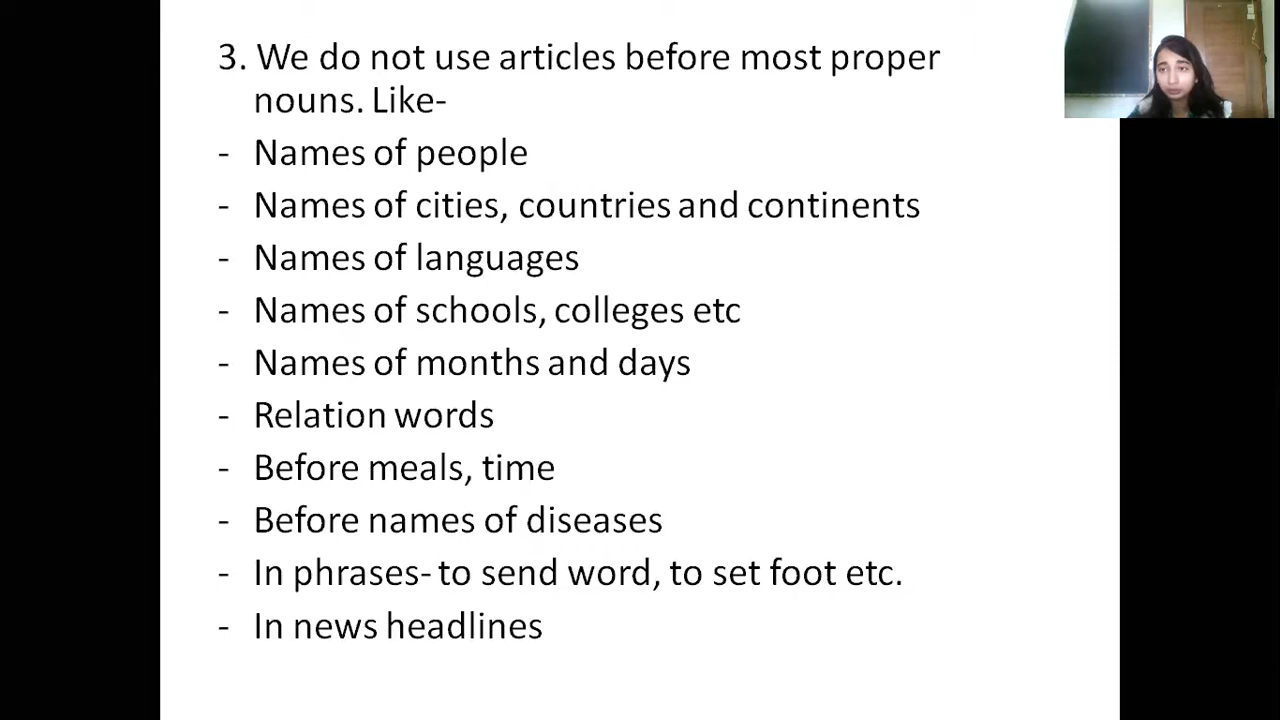 3. We do not use articles before most proper
nouns. Like-
- Names of people
- Names of cities, countries and continents
- Names of languages
- Names of schools, colleges etc
- Names of months and days
- Relation words
- Before meals, time
- Before names of diseases
- In phrases- to send word, to set foot etc.
- In news headlines